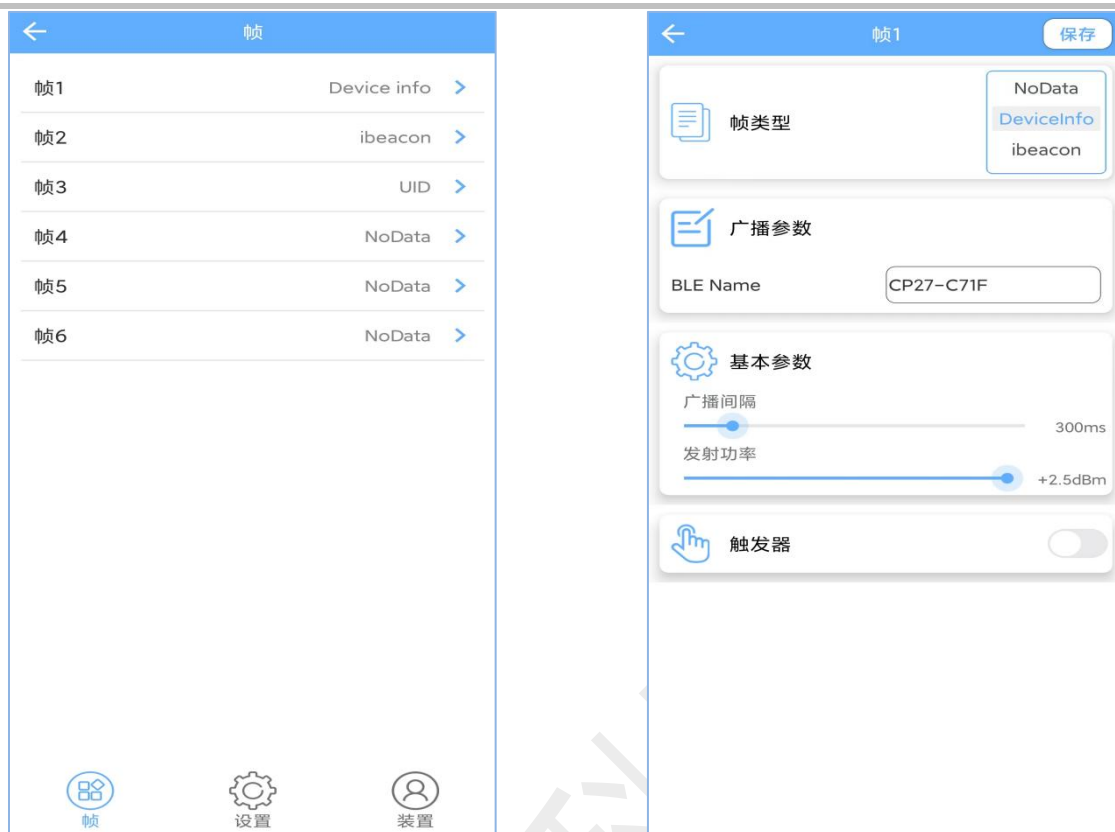 帧
帧1 Device info
帧2 ibeacon
帧3 UID
帧4 NoData
帧5 NoData
帧6 NoData
帧 设置 装置
帧1 保存
帧类型
NoData
DeviceInfo
ibeacon
广播参数
BLE Name CP27-C71F
基本参数
广播间隔
300ms
发射功率
+2.5dBm
触发器